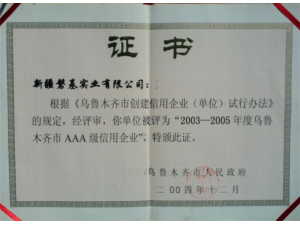 证书
新疆磐基实业有限公司：
根据《乌鲁木齐市创建信用企业（单位）试行办法》
的规定，经评审，你单位被评为“2003—2005年度乌鲁
木齐市AAA级信用企业”，特颁此证。
乌鲁木齐市人民政府
二00四年十二月